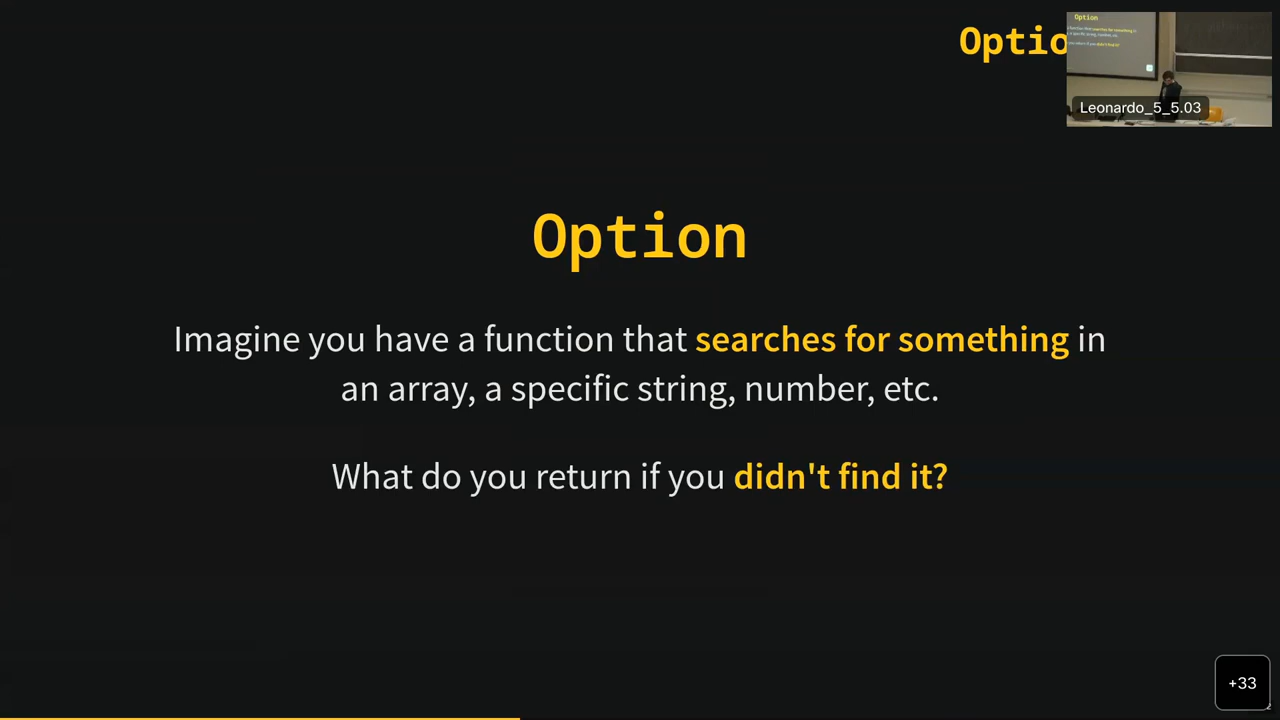 Optio
Option
Leonardo_5_5.03
Option
Imagine you have a function that searches for something in
an array, a specific string, number, etc.
What do you return if you didn't find it?
+33